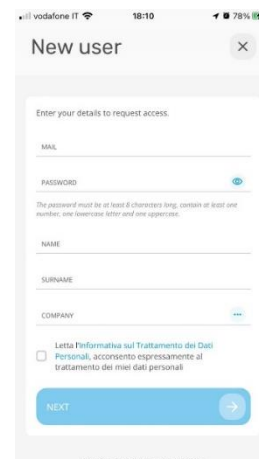 vodafone IT 18:10 78%
New user
Enter your details to request access.
MAIL
PASSWORD
The password must be at least 8 characters long, contain at least one
number, one lowercase letter and one uppercase.
NAME
SURNAME
COMPANY
Letta l'Informativa sul Trattamento dei Dati
Personali, acconsento espressamente al
trattamento dei miei dati personali
NEXT